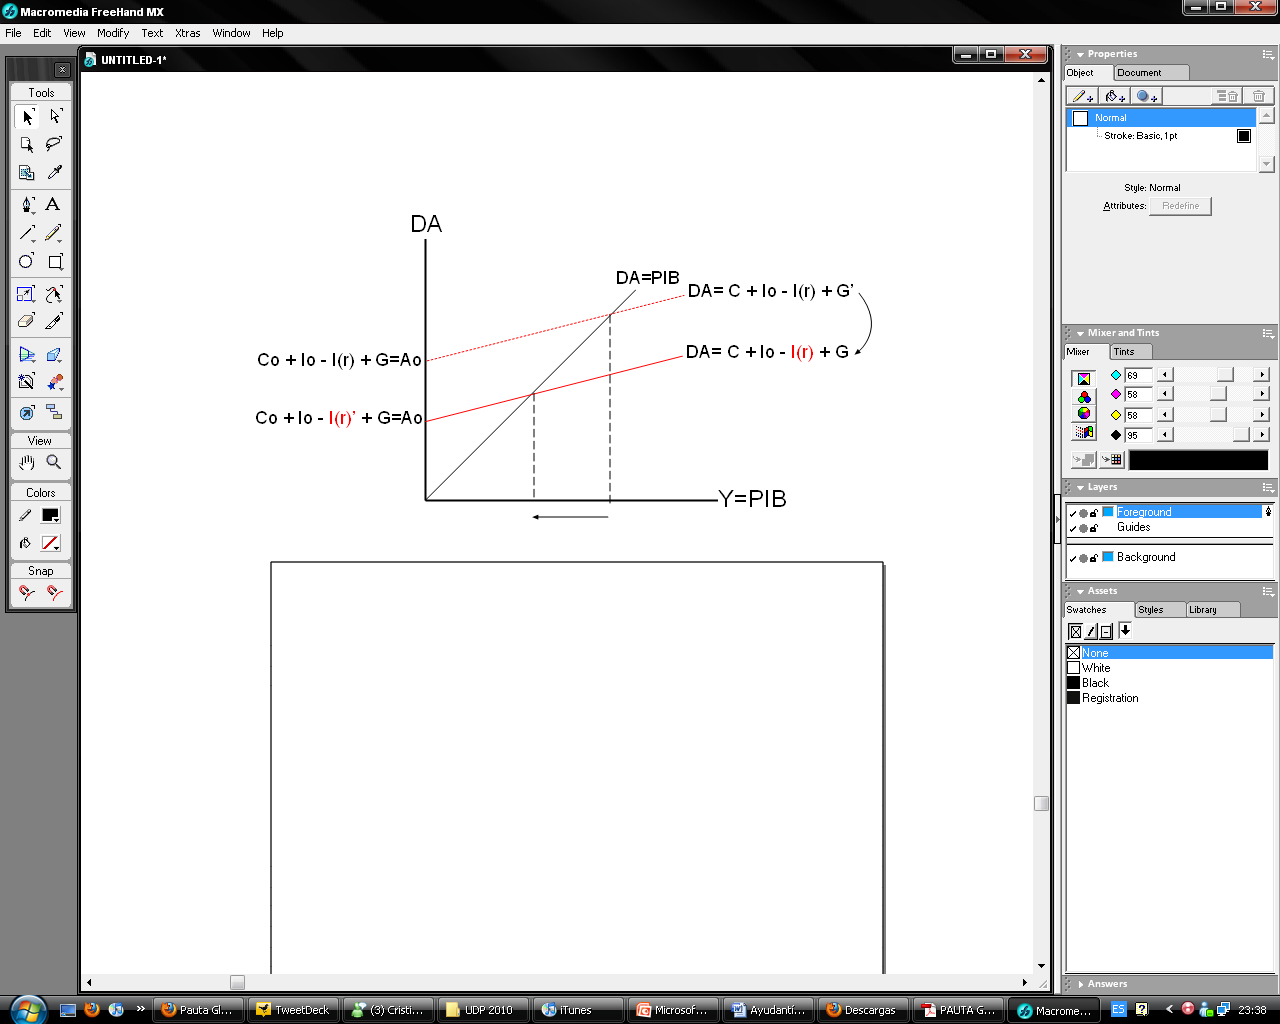 Macromedia FreeHand MX
File Edit View Modify Text Xtras Window Help
UNTITLED-1*
Tools
View
Colors
Snap
DA
DA=PIB
DA= C + Io - I(r) + G'
DA= C + Io - I(r) + G
Co + Io - I(r) + G=Ao
Co + Io - I(r)' + G=Ao
Y=PIB
Properties
Object Document
Normal
Stroke: Basic, 1pt
Style: Normal
Attributes: Redefine
Mixer and Tints
Mixer Tints
69
58
58
95
Layers
Foreground
Guides
Background
Assets
Swatches Styles Library
None
White
Black
Registration
Answers
Pauta Gl... TweetDeck (3) Cristi... UDP 2010 iTunes Microsof... Ayudantí... Descargas PAUTA G... Macrome... ES 23:38